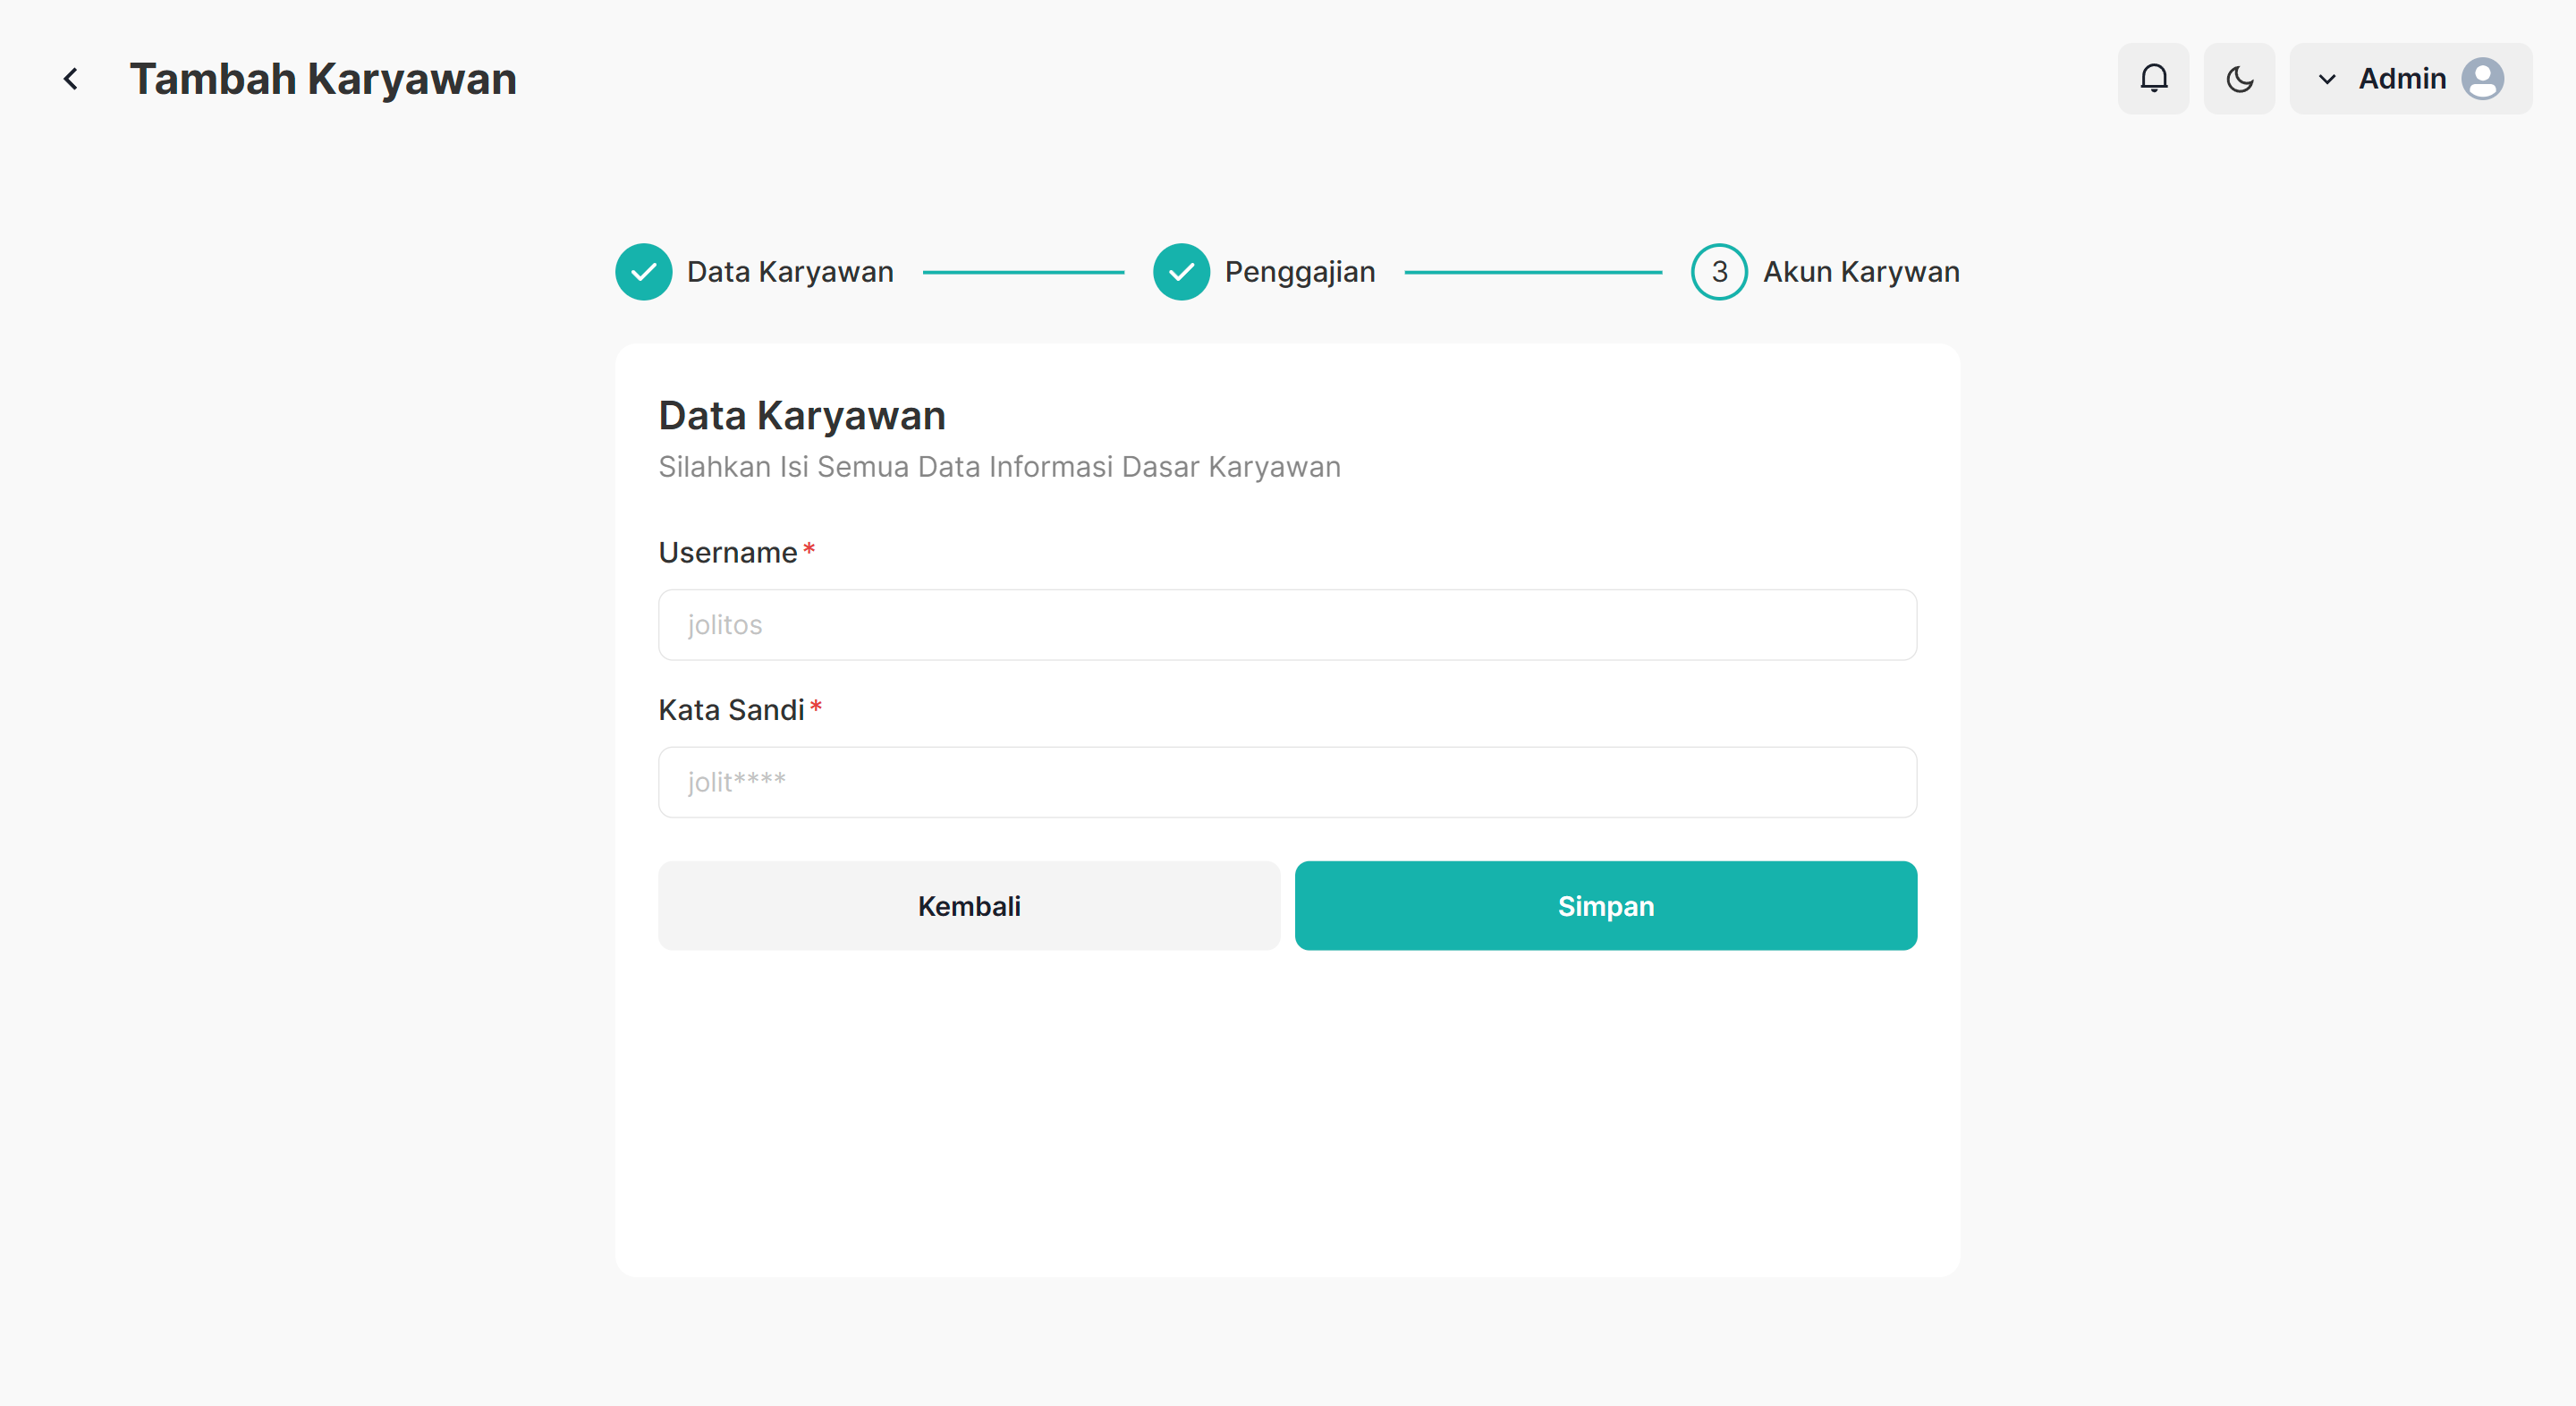 Tambah Karyawan
Admin
Data Karyawan
Penggajian
3 Akun Karywan
Data Karyawan
Silahkan Isi Semua Data Informasi Dasar Karyawan
Username*
jolitos
Kata Sandi*
jolit****
Kembali
Simpan